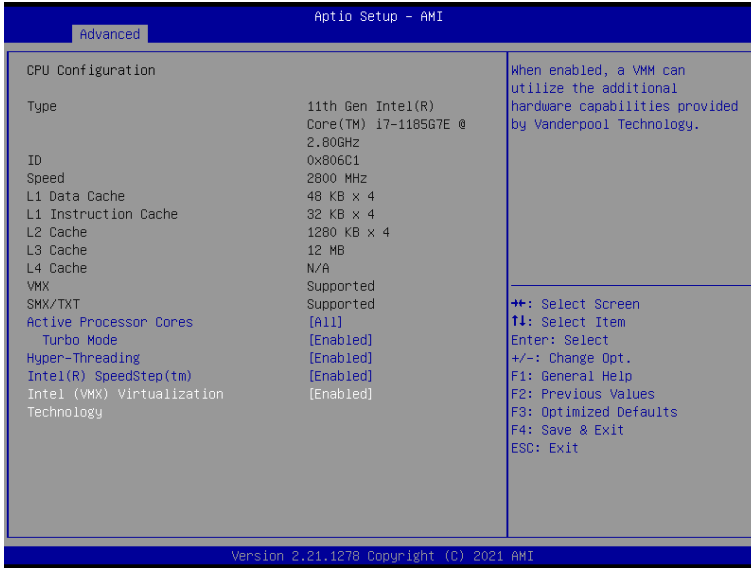 Aptio Setup – AMI
Advanced
CPU Configuration
Type 11th Gen Intel(R)
Core(TM) i7-1185G7E @
2.80GHz
ID 0x806C1
Speed 2800 MHz
L1 Data Cache 48 KB x 4
L1 Instruction Cache 32 KB x 4
L2 Cache 1280 KB x 4
L3 Cache 12 MB
L4 Cache N/A
VMX Supported
SMX/TXT Supported
Active Processor Cores [All]
Turbo Mode [Enabled]
Hyper-Threading [Enabled]
Intel(R) SpeedStep(tm) [Enabled]
Intel (VMX) Virtualization [Enabled]
Technology
When enabled, a VMM can
utilize the additional
hardware capabilities provided
by Vanderpool Technology.
→←: Select Screen
↑↓: Select Item
Enter: Select
+/-: Change Opt.
F1: General Help
F2: Previous Values
F3: Optimized Defaults
F4: Save & Exit
ESC: Exit
Version 2.21.1278 Copyright (C) 2021 AMI